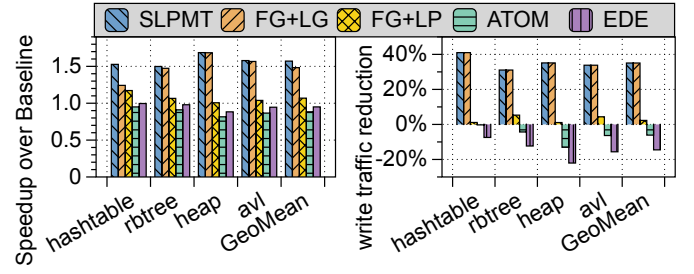 SLPMT FG+LG FG+LP ATOM EDE
Speedup over Baseline
1.5
1.0
0.5
0
hashtable
rbtree
heap
avl
GeoMean
write traffic reduction
40%
20%
0%
-20%
hashtable
rbtree
heap
avl
GeoMean